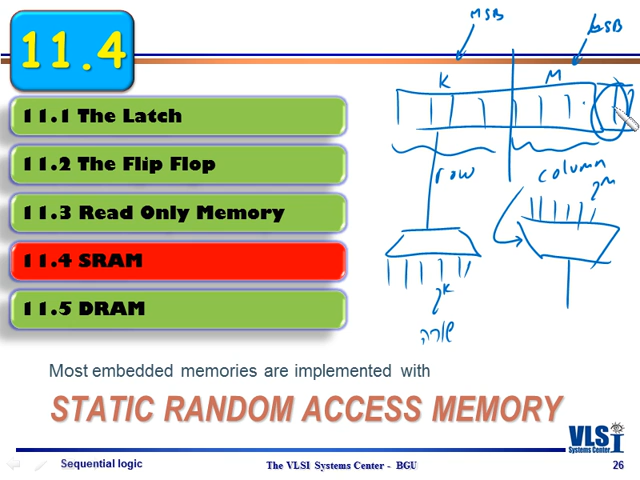 11.4
MSB
LSB
K
M
11.1 The Latch
11.2 The Flip Flop
11.3 Read Only Memory
11.4 SRAM
11.5 DRAM
row
column
2^M
2^K
שורה
Most embedded memories are implemented with
STATIC RANDOM ACCESS MEMORY
VLSI
Systems Center
Sequential logic
The VLSI Systems Center - BGU
26